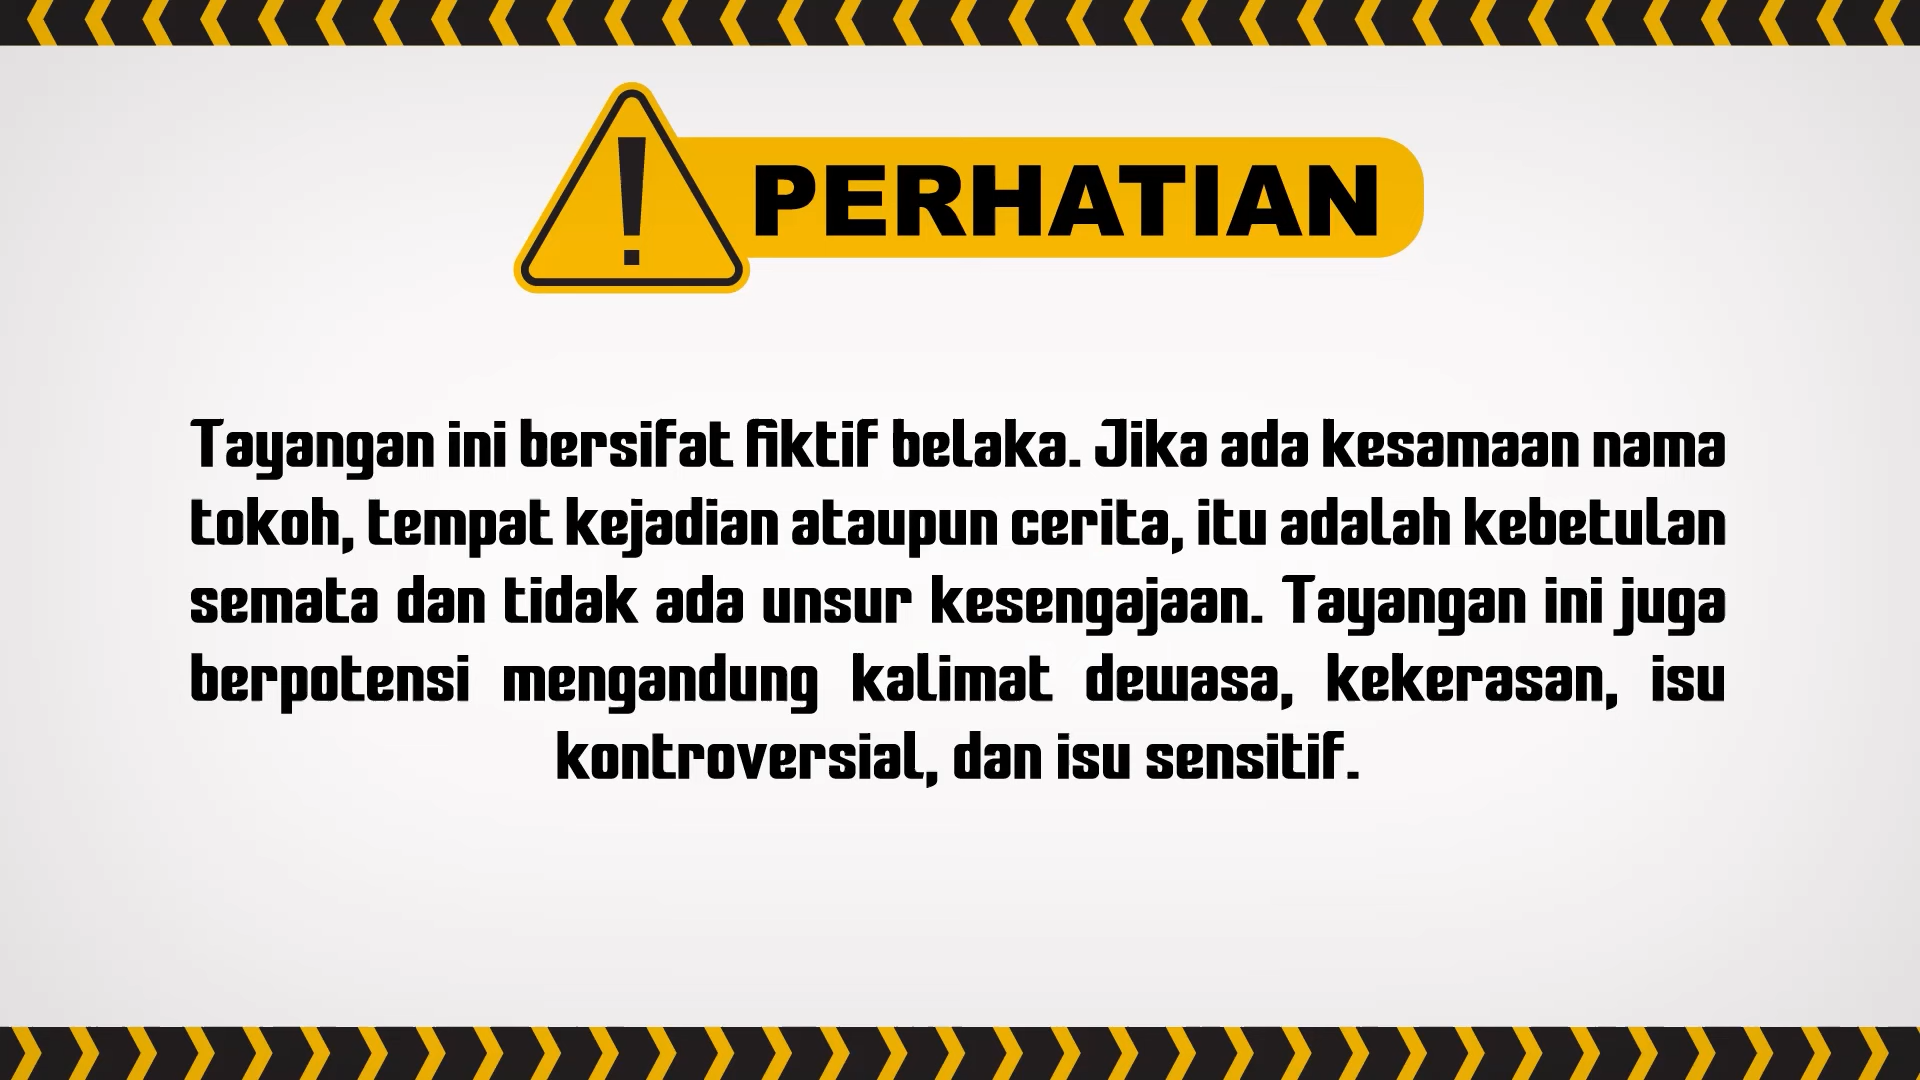 PERHATIAN
Tayangan ini bersifat fiktif belaka. Jika ada kesamaan nama
tokoh, tempat kejadian ataupun cerita, itu adalah kebetulan
semata dan tidak ada unsur kesengajaan. Tayangan ini juga
berpotensi mengandung kalimat dewasa, kekerasan, isu
kontroversial, dan isu sensitif.